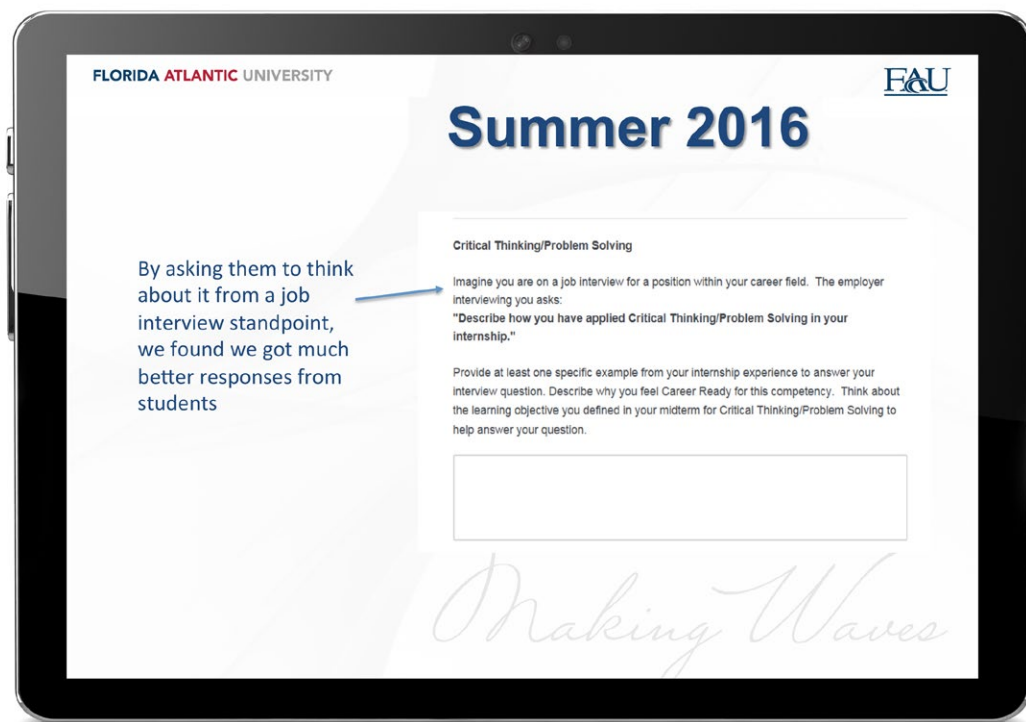 FLORIDA ATLANTIC UNIVERSITY
FAU
Summer 2016
By asking them to think
about it from a job
interview standpoint,
we found we got much
better responses from
students
Critical Thinking/Problem Solving
Imagine you are on a job interview for a position within your career field. The employer
interviewing you asks:
"Describe how you have applied Critical Thinking/Problem Solving in your
internship."
Provide at least one specific example from your internship experience to answer your
interview question. Describe why you feel Career Ready for this competency. Think about
the learning objective you defined in your midterm for Critical Thinking/Problem Solving to
help answer your question.
Making Waves